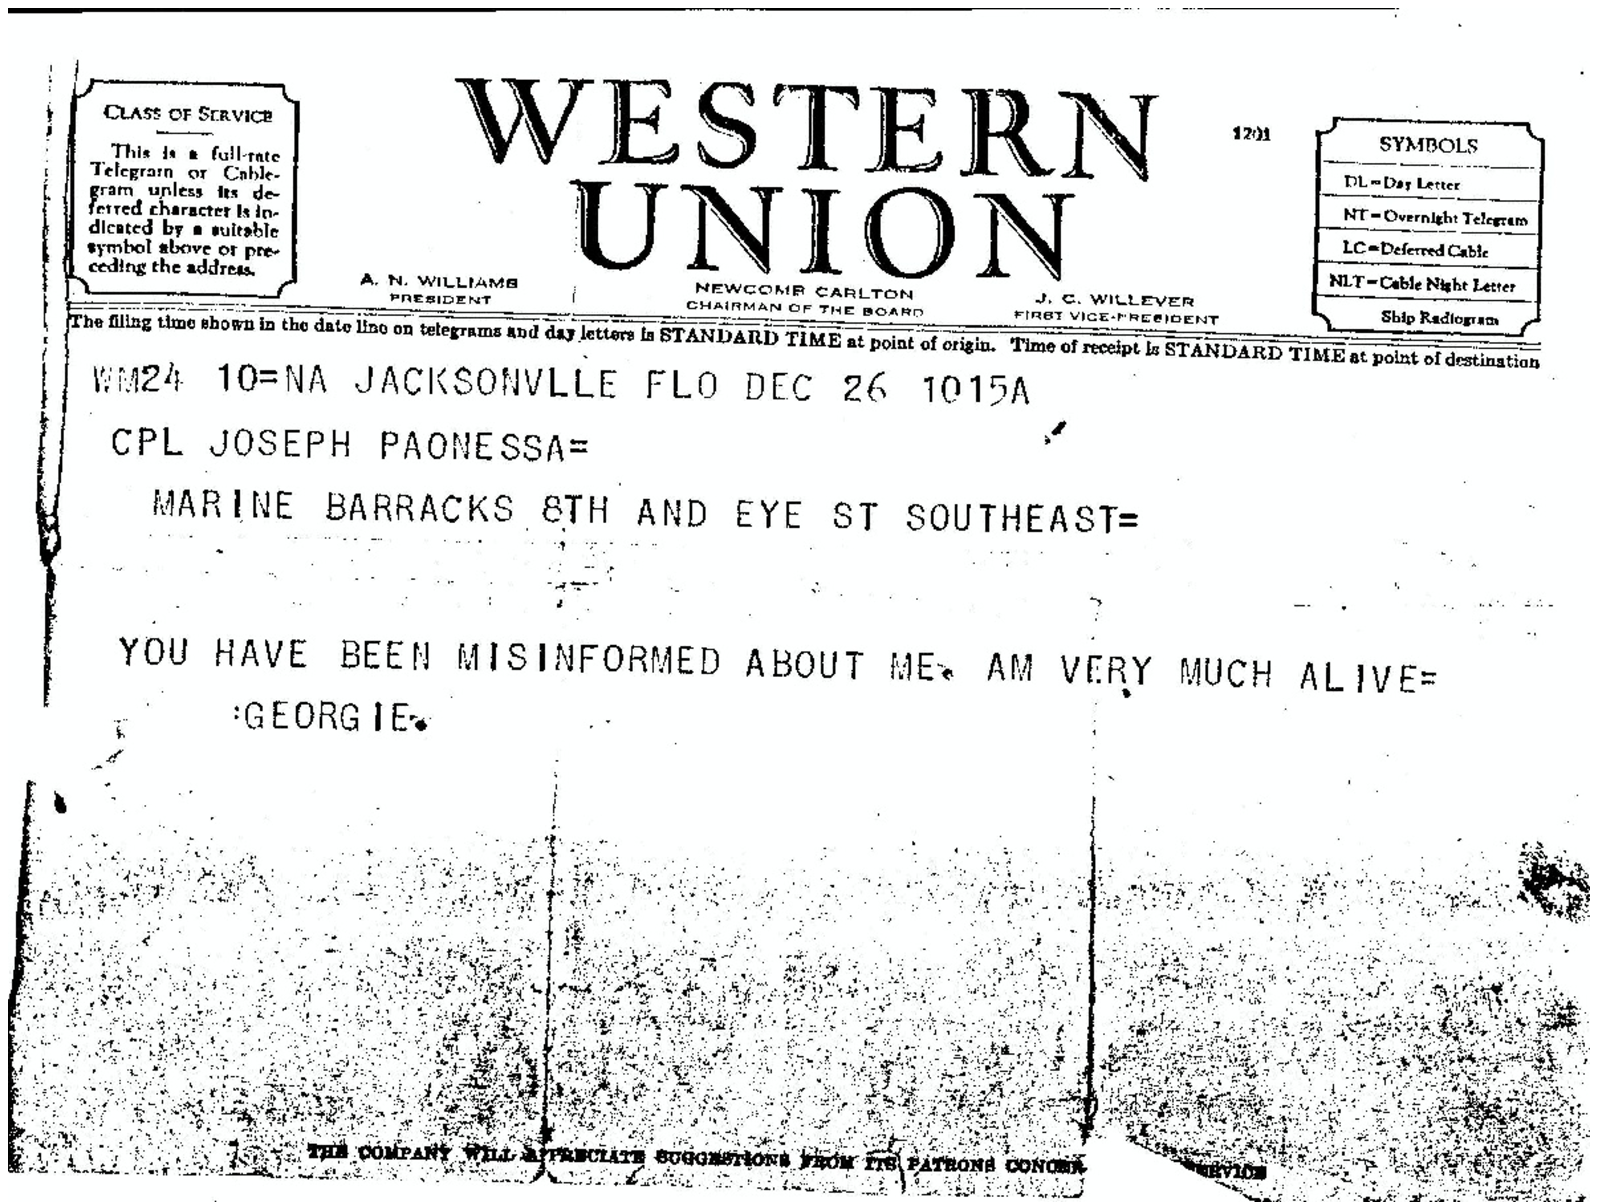 CLASS OF SERVICE
This is a full-rate
Telegram or Cable-
gram unless its de-
ferred character is in-
dicated by a suitable
symbol above or pre-
ceding the address.
WESTERN
UNION
1201
SYMBOLS
DL=Day Letter
NT=Overnight Telegram
LC=Deferred Cable
NLT=Cable Night Letter
Ship Radiogram
A. N. WILLIAMS
PRESIDENT
NEWCOMB CARLTON
CHAIRMAN OF THE BOARD
J. C. WILLEVER
FIRST VICE-PRESIDENT
The filing time shown in the date line on telegrams and day letters is STANDARD TIME at point of origin. Time of receipt is STANDARD TIME at point of destination
WM24 10=NA JACKSONVLLE FLO DEC 26 1015A
CPL JOSEPH PAONESSA=
MARINE BARRACKS 8TH AND EYE ST SOUTHEAST=
YOU HAVE BEEN MISINFORMED ABOUT ME. AM VERY MUCH ALIVE=
:GEORGIE.
THE COMPANY WILL APPRECIATE SUGGESTIONS FROM ITS PATRONS SERVICE